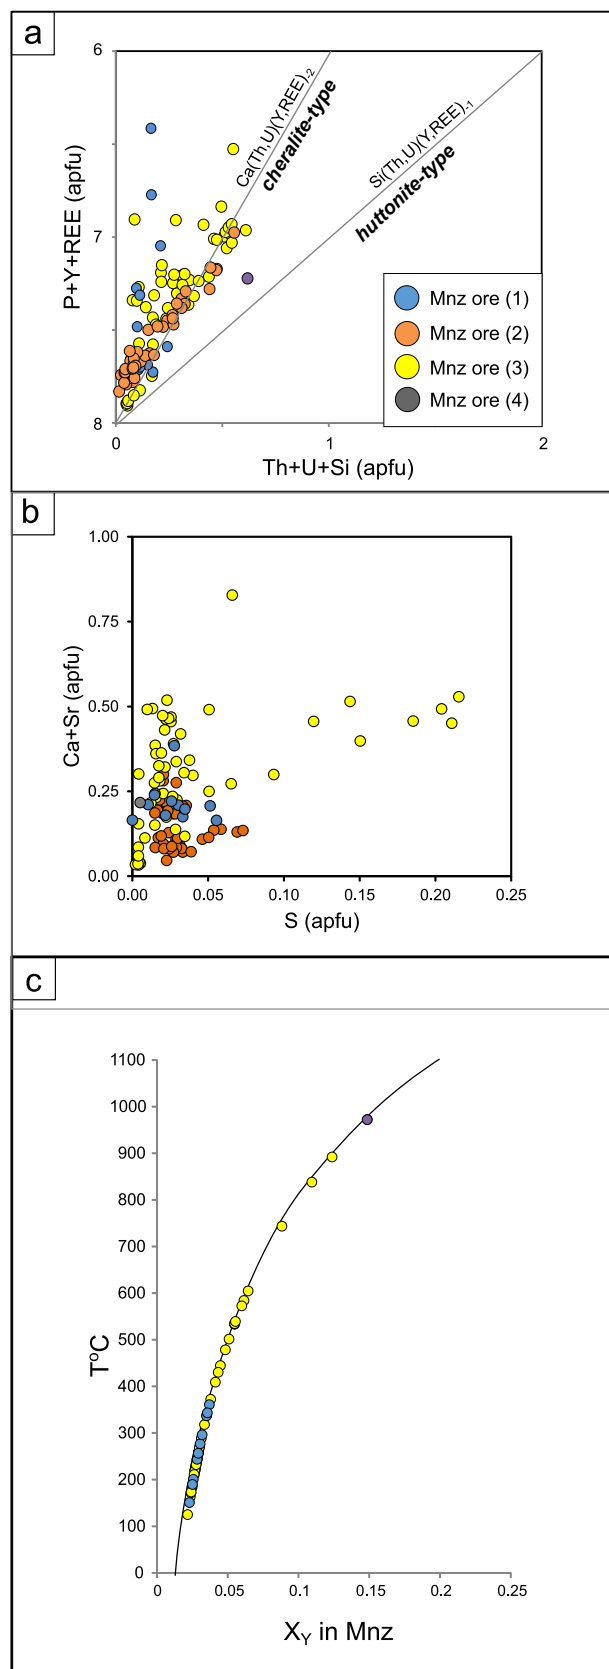 a
6
7
8
P+Y+REE (apfu)
Ca(Th,U)(Y,REE)-2
cheralite-type
Si(Th,U)(Y,REE)-1
huttonite-type
Mnz ore (1)
Mnz ore (2)
Mnz ore (3)
Mnz ore (4)
0 1 2
Th+U+Si (apfu)
b
1.00
0.75
0.50
0.25
0.00
Ca+Sr (apfu)
0.00 0.05 0.10 0.15 0.20 0.25
S (apfu)
c
1100
1000
900
800
700
600
500
400
300
200
100
0
T°C
0 0.05 0.1 0.15 0.2 0.25
XY in Mnz